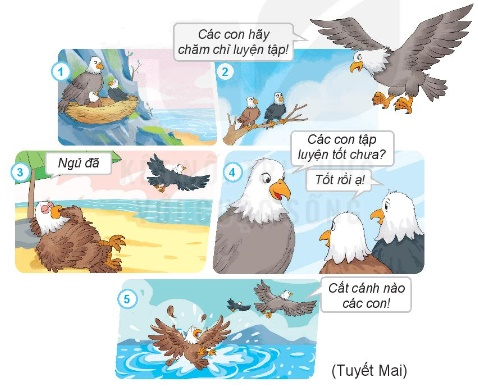 Các con hãy
chăm chỉ luyện tập!
1
2
3
Ngủ đã
4
Các con tập
luyện tốt chưa?
Tốt rồi ạ!
5
Cất cánh nào
các con!
(Tuyết Mai)